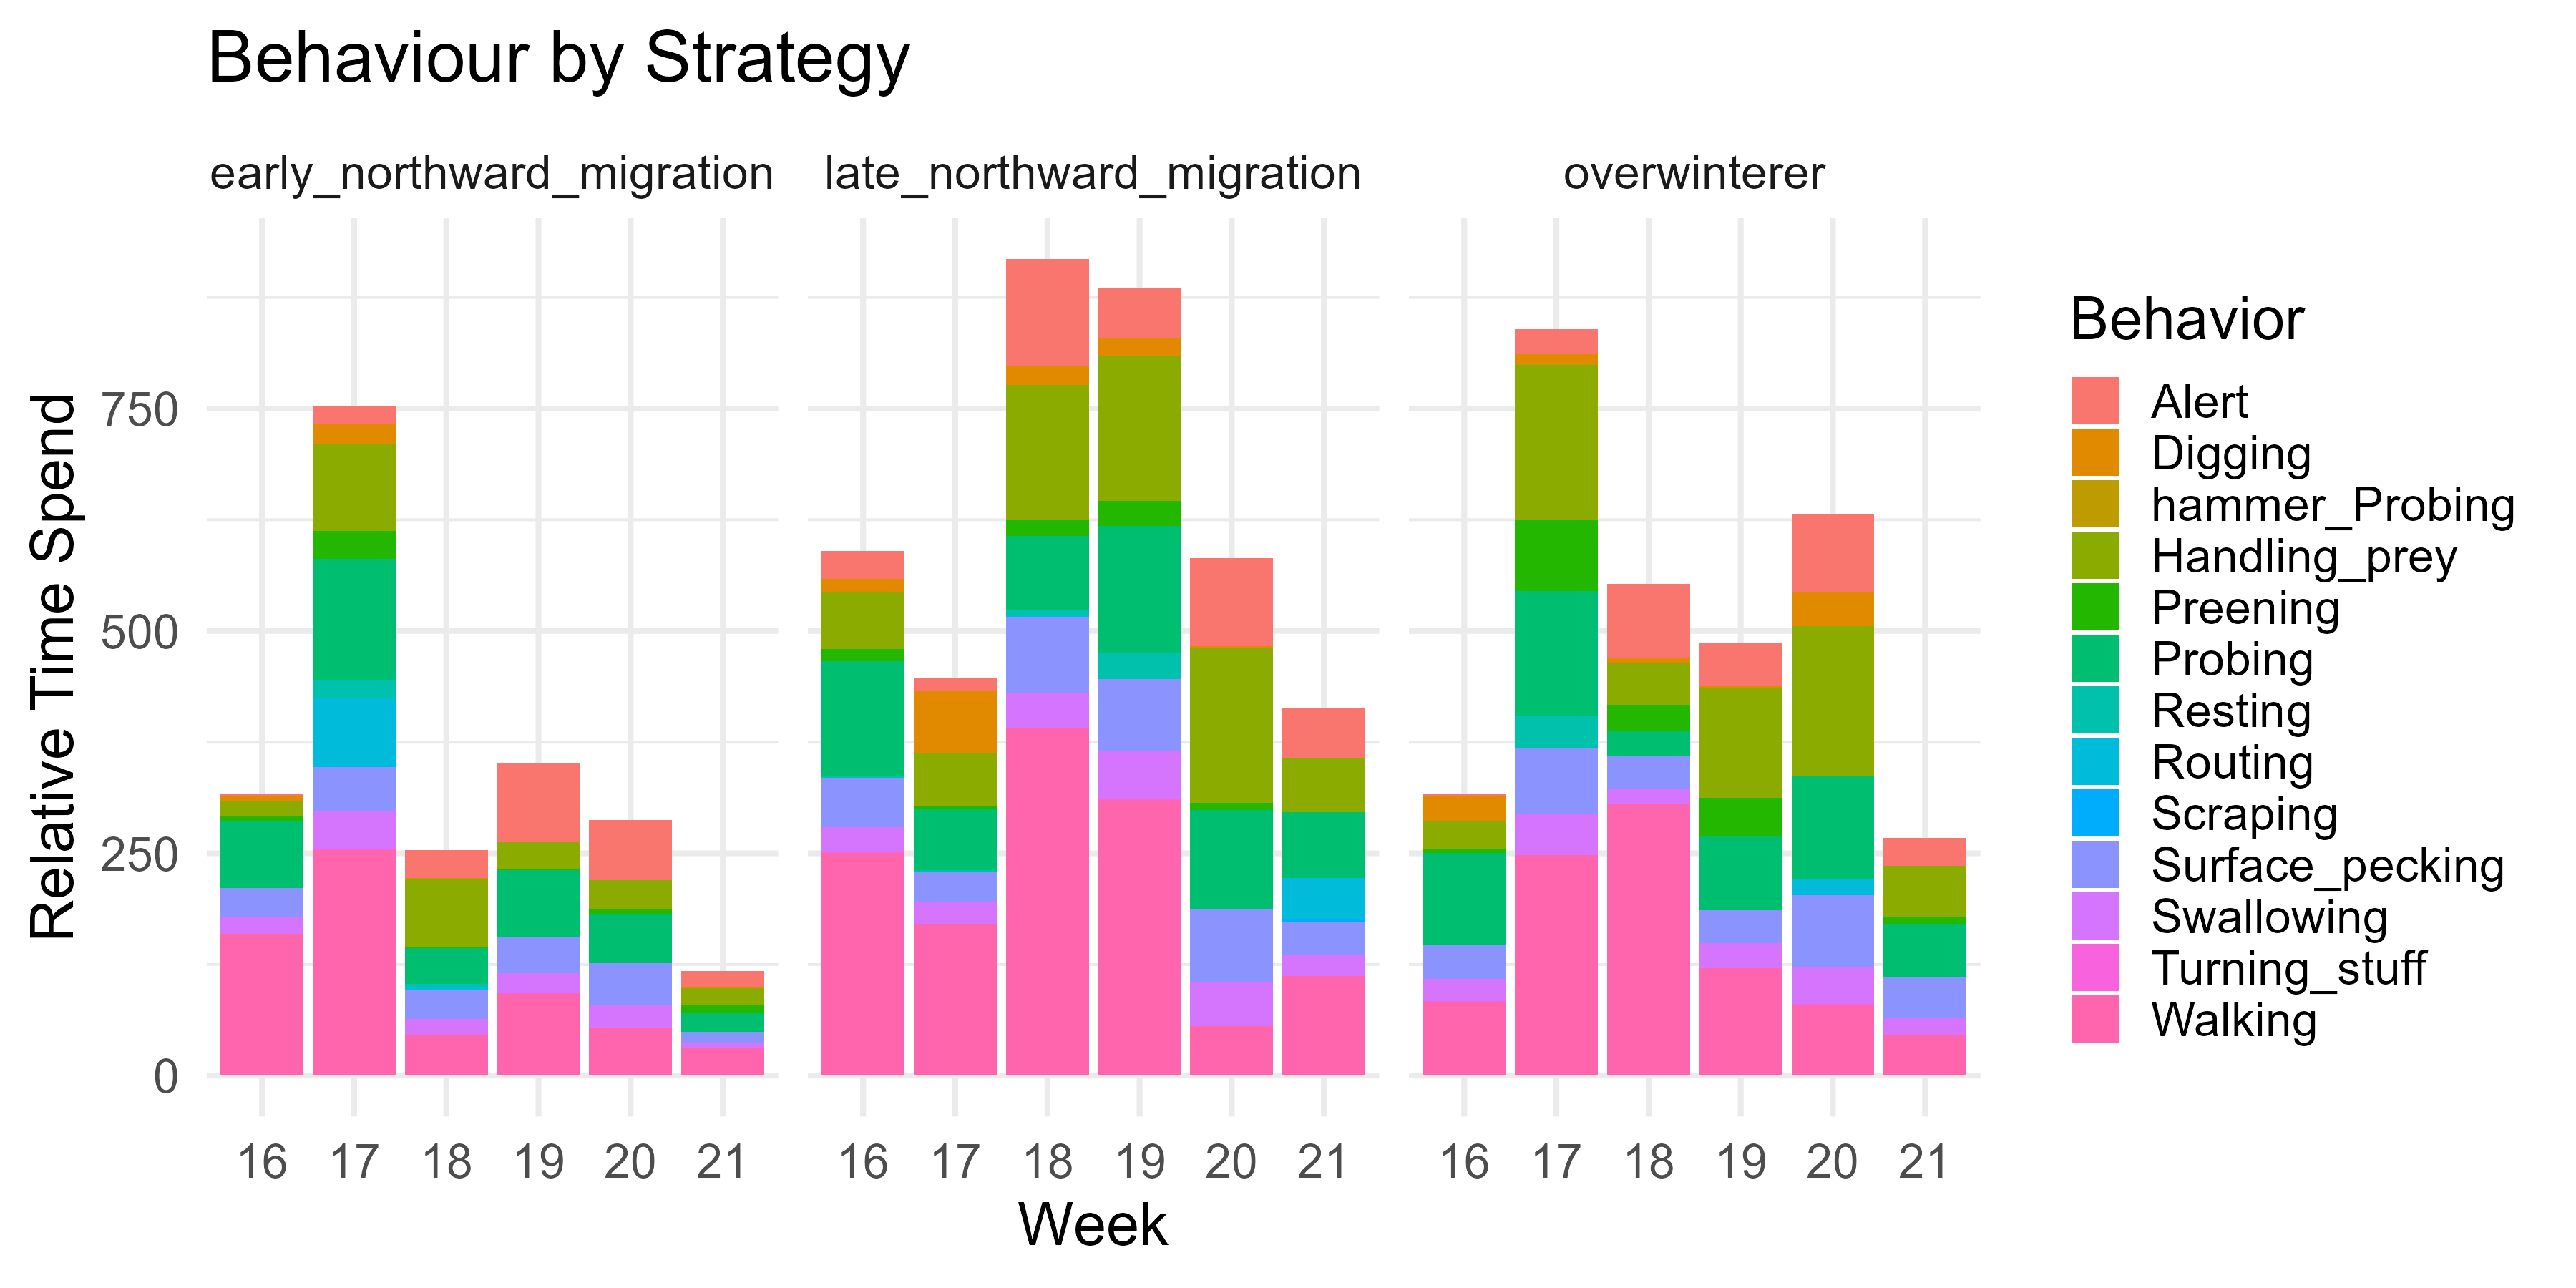 Behaviour by Strategy
early_northward_migration
late_northward_migration
overwinterer
Relative Time Spend
750
500
250
0
16 17 18 19 20 21
16 17 18 19 20 21
16 17 18 19 20 21
Week
Behavior
Alert
Digging
hammer_Probing
Handling_prey
Preening
Probing
Resting
Routing
Scraping
Surface_pecking
Swallowing
Turning_stuff
Walking